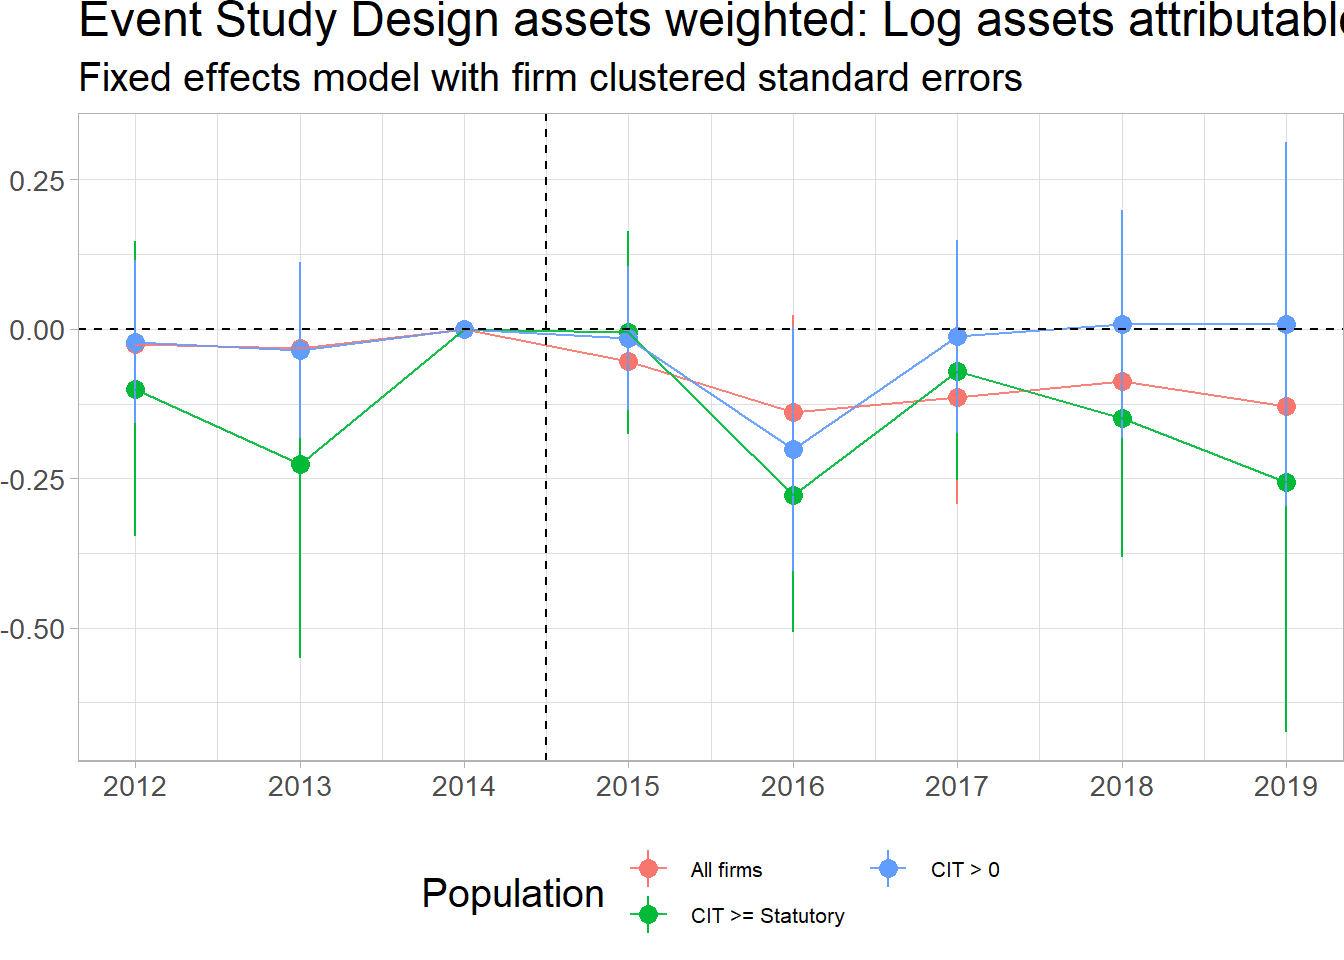 Event Study Design assets weighted: Log assets attributable
Fixed effects model with firm clustered standard errors
0.25
0.00
-0.25
-0.50
2012 2013 2014 2015 2016 2017 2018 2019
Population
All firms
CIT > 0
CIT >= Statutory